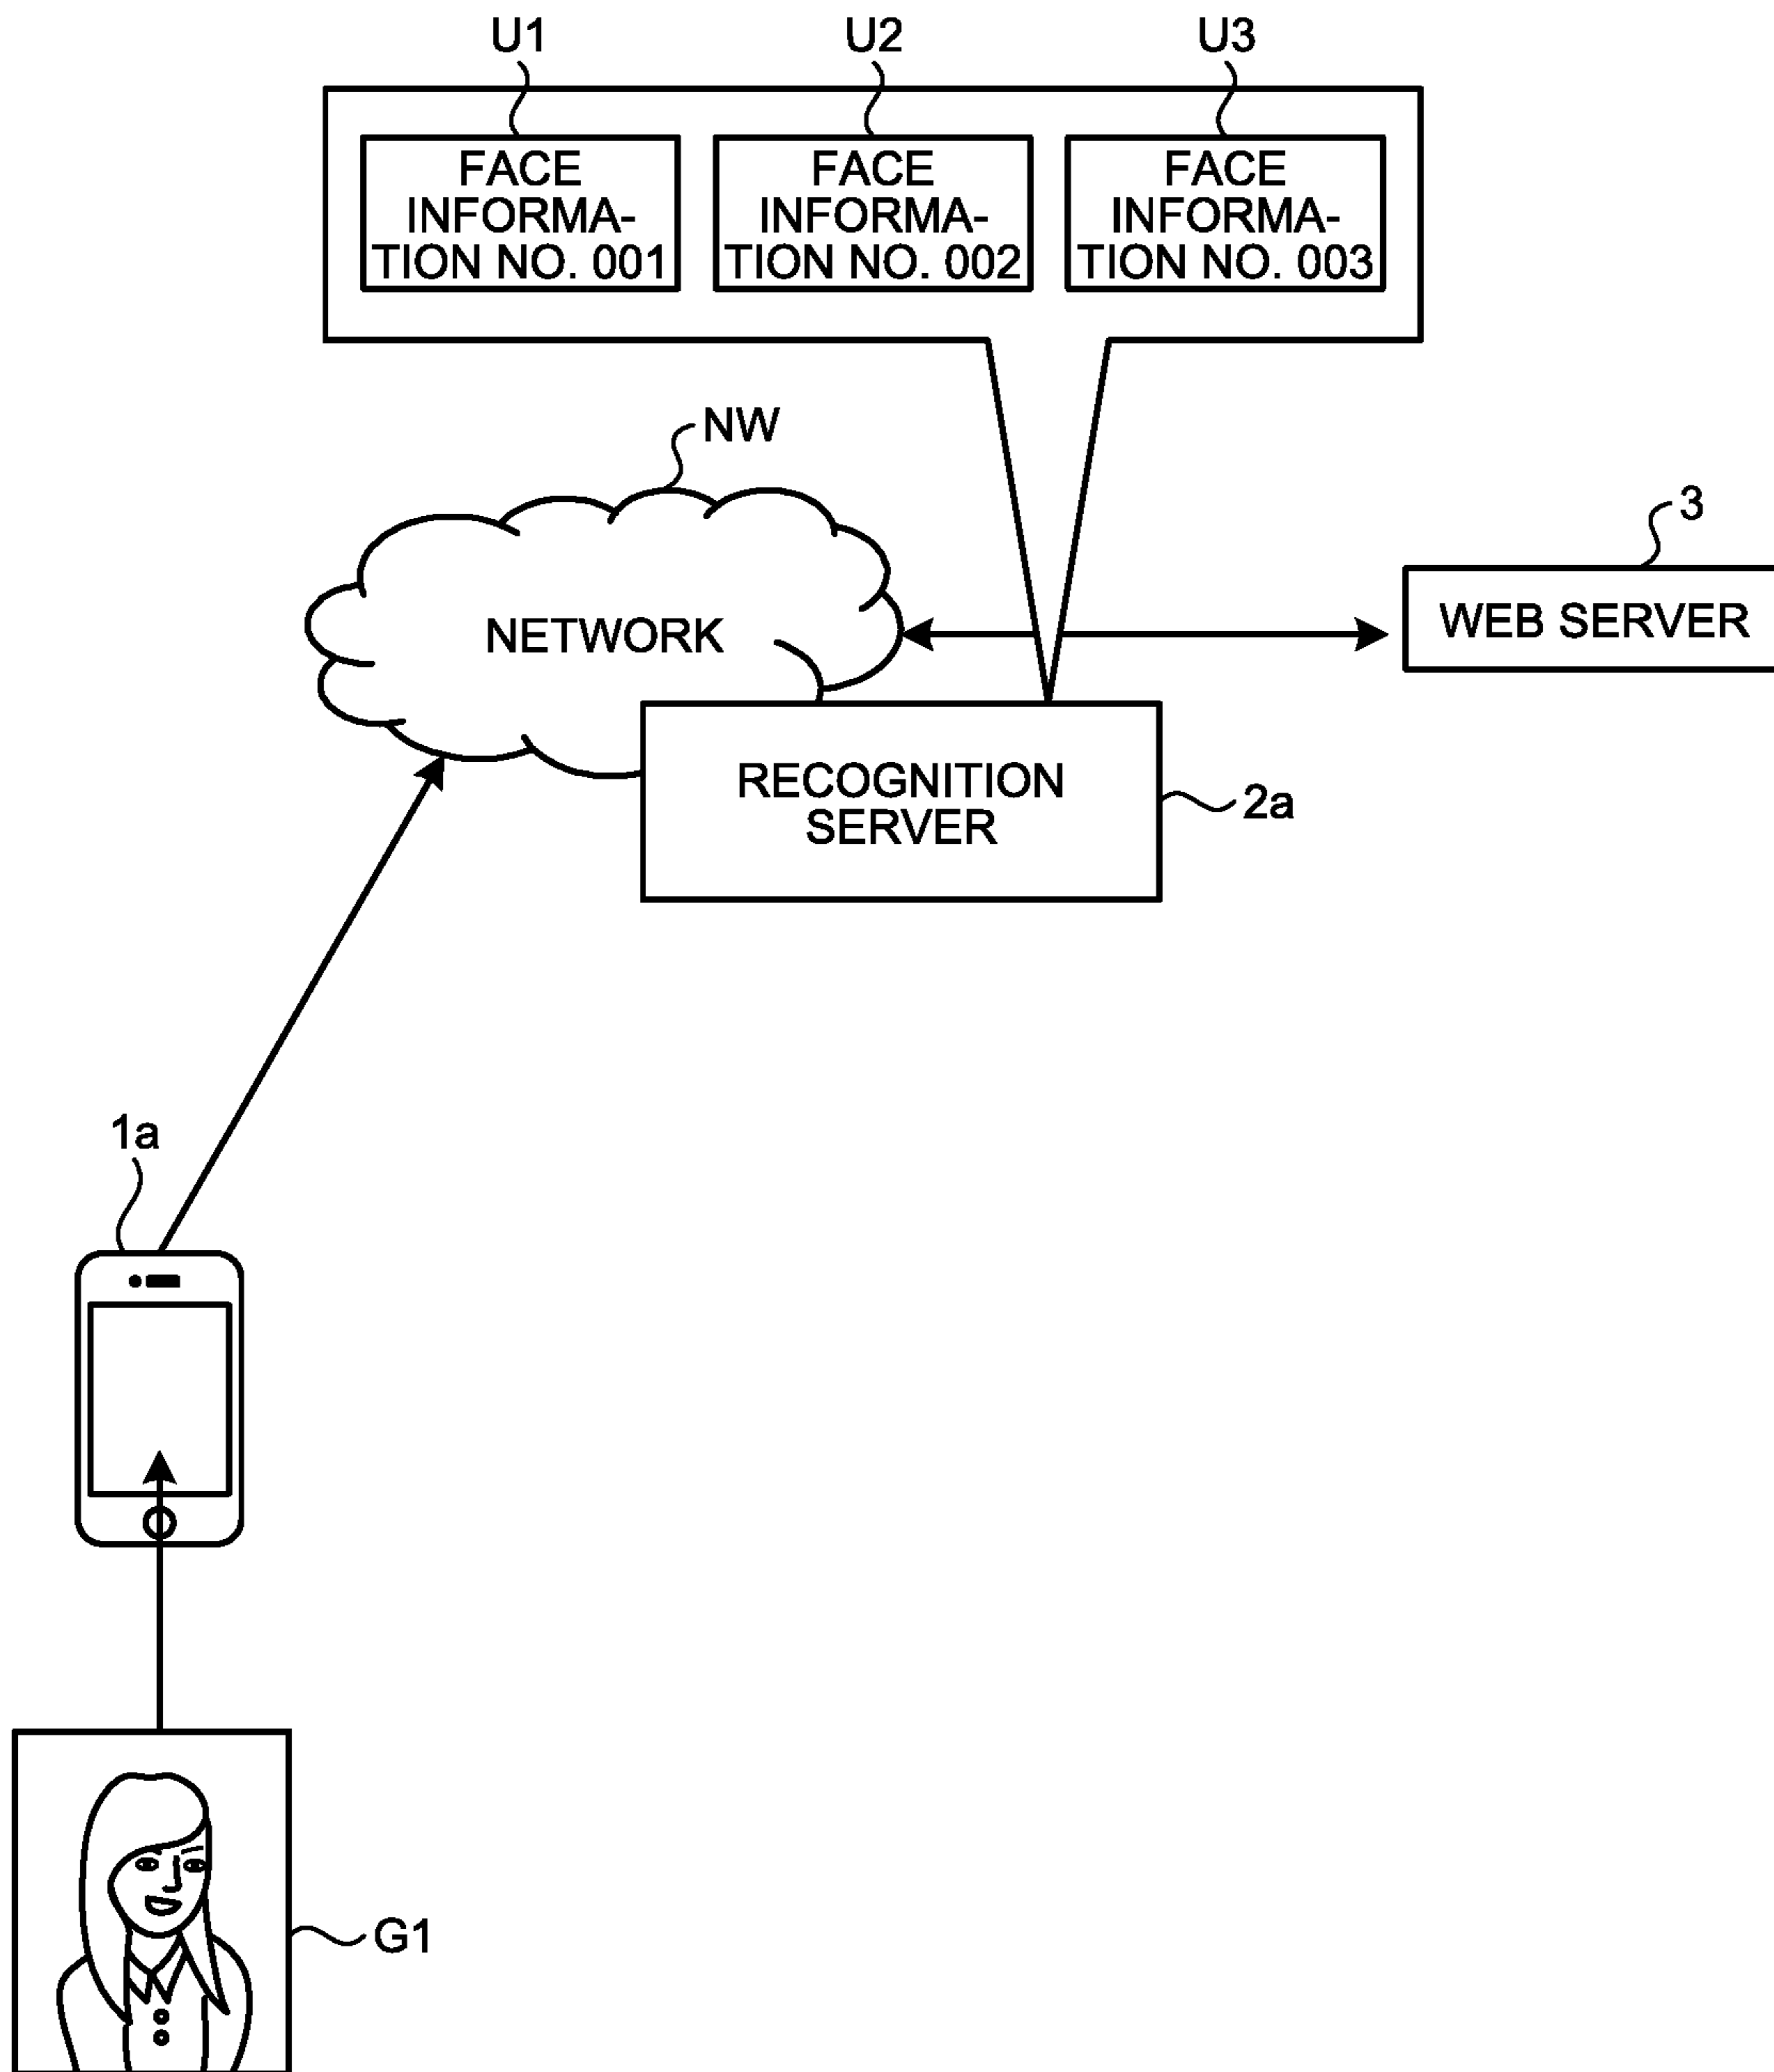 U1
U2
U3
FACE
INFORMA-
TION NO. 001
FACE
INFORMA-
TION NO. 002
FACE
INFORMA-
TION NO. 003
NW
3
NETWORK
WEB SERVER
RECOGNITION
SERVER
2a
1a
G1